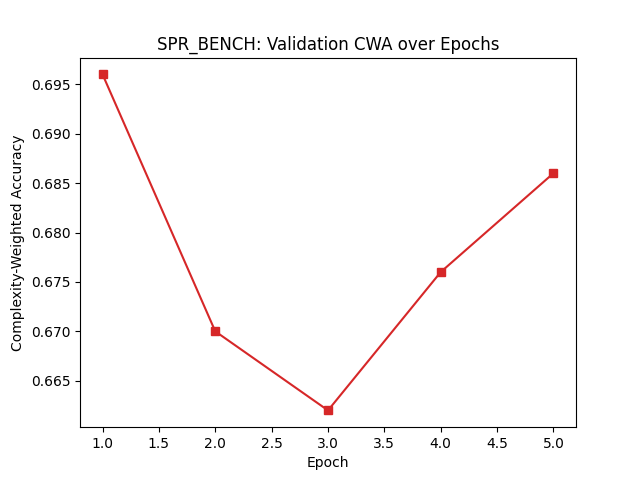 SPR_BENCH: Validation CWA over Epochs
Complexity-Weighted Accuracy
0.695
0.690
0.685
0.680
0.675
0.670
0.665
1.0 1.5 2.0 2.5 3.0 3.5 4.0 4.5 5.0
Epoch